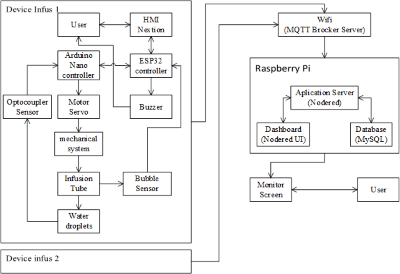 Device Infus 1
User
HMI
Nextion
Arduino
Nano
controller
ESP32
controller
Optocoupler
Sensor
Motor
Servo
Buzzer
mechanical
system
Infusion
Tube
Bubble
Sensor
Water
droplets
Device infus 2
Wifi
(MQTT Brocker Server)
Raspberry Pi
Aplication Server
(Nodered)
Dashboard
(Nodered UI)
Database
(MySQL)
Monitor
Screen
User